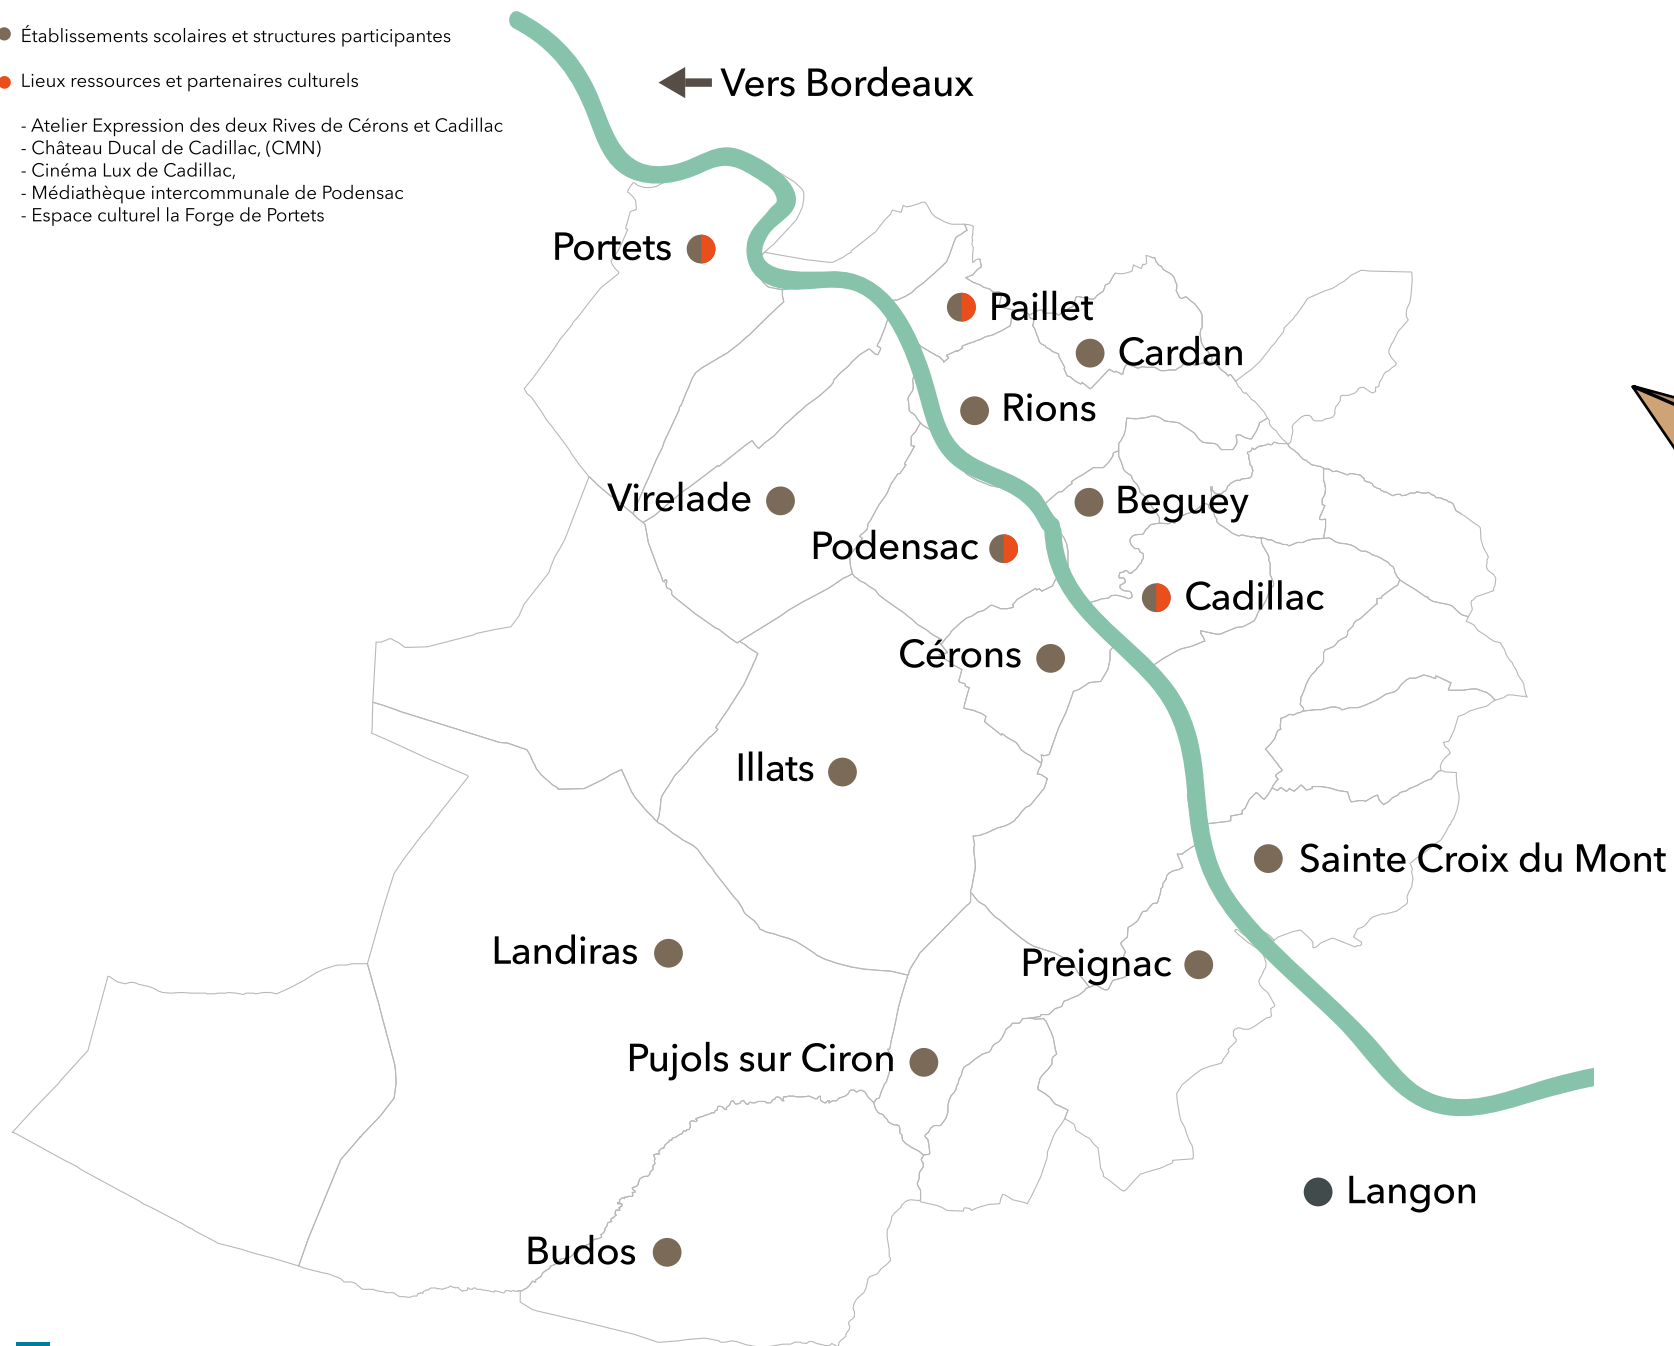 Établissements scolaires et structures participantes
Lieux ressources et partenaires culturels
- Atelier Expression des deux Rives de Cérons et Cadillac
- Château Ducal de Cadillac, (CMN)
- Cinéma Lux de Cadillac,
- Médiathèque intercommunale de Podensac
- Espace culturel la Forge de Portets
Vers Bordeaux
Portets
Paillet
Cardan
Rions
Virelade
Beguey
Podensac
Cadillac
Cérons
Illats
Sainte Croix du Mont
Landiras
Preignac
Pujols sur Ciron
Langon
Budos